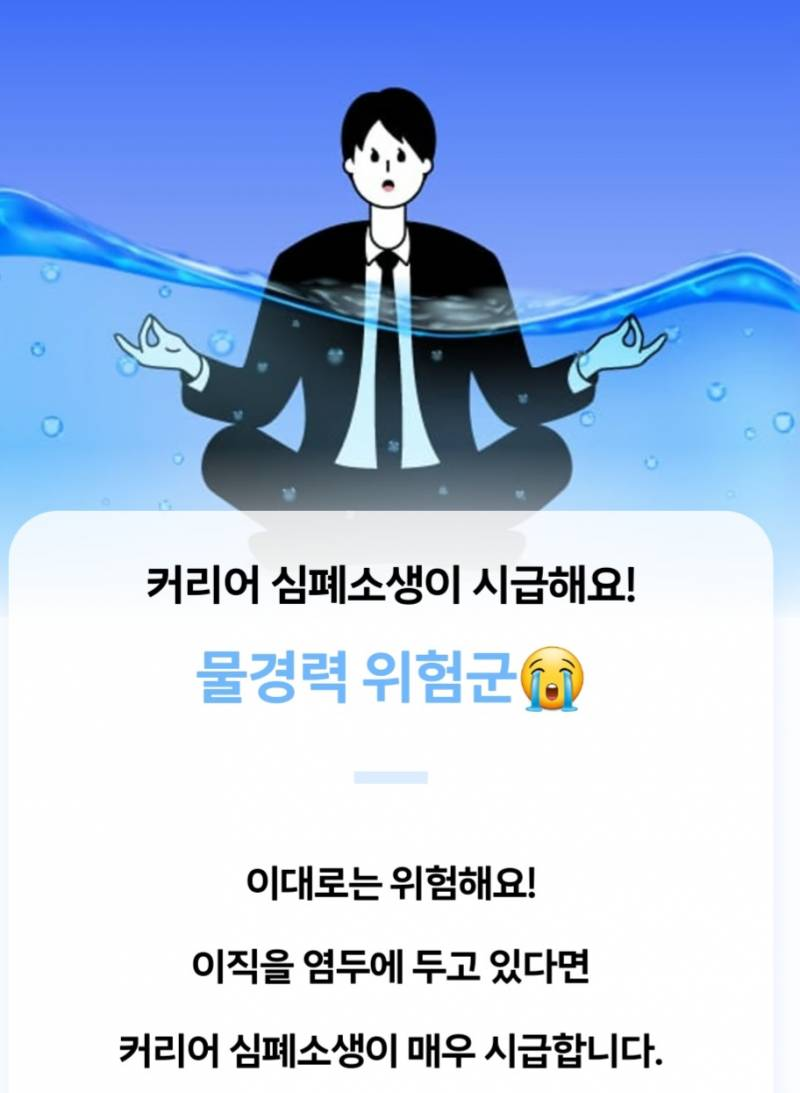 커리어 심폐소생이 시급해요!
물경력 위험군😭
이대로는 위험해요!
이직을 염두에 두고 있다면
커리어 심폐소생이 매우 시급합니다.